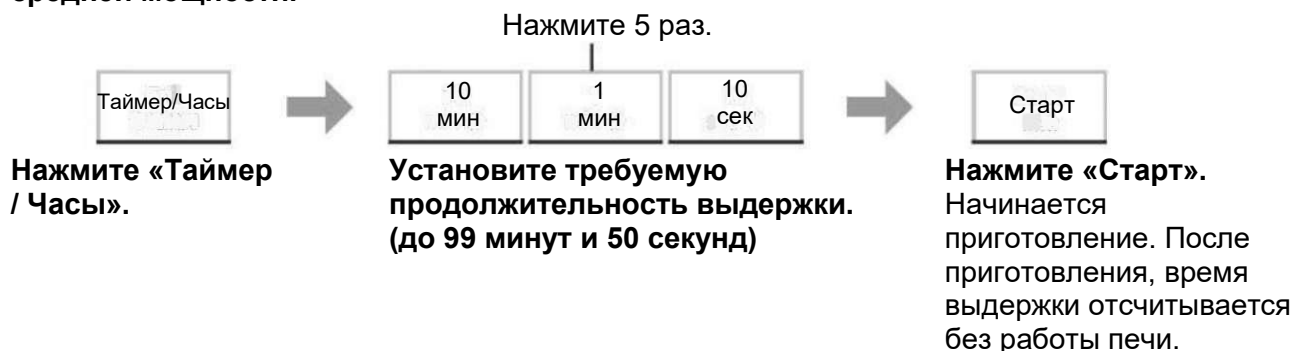 Нажмите 5 раз.
Таймер/Часы
10
мин
1
мин
10
сек
Старт
Нажмите «Таймер
/ Часы».
Установите требуемую
продолжительность выдержки.
(до 99 минут и 50 секунд)
Нажмите «Старт».
Начинается
приготовление. После
приготовления, время
выдержки отсчитывается
без работы печи.